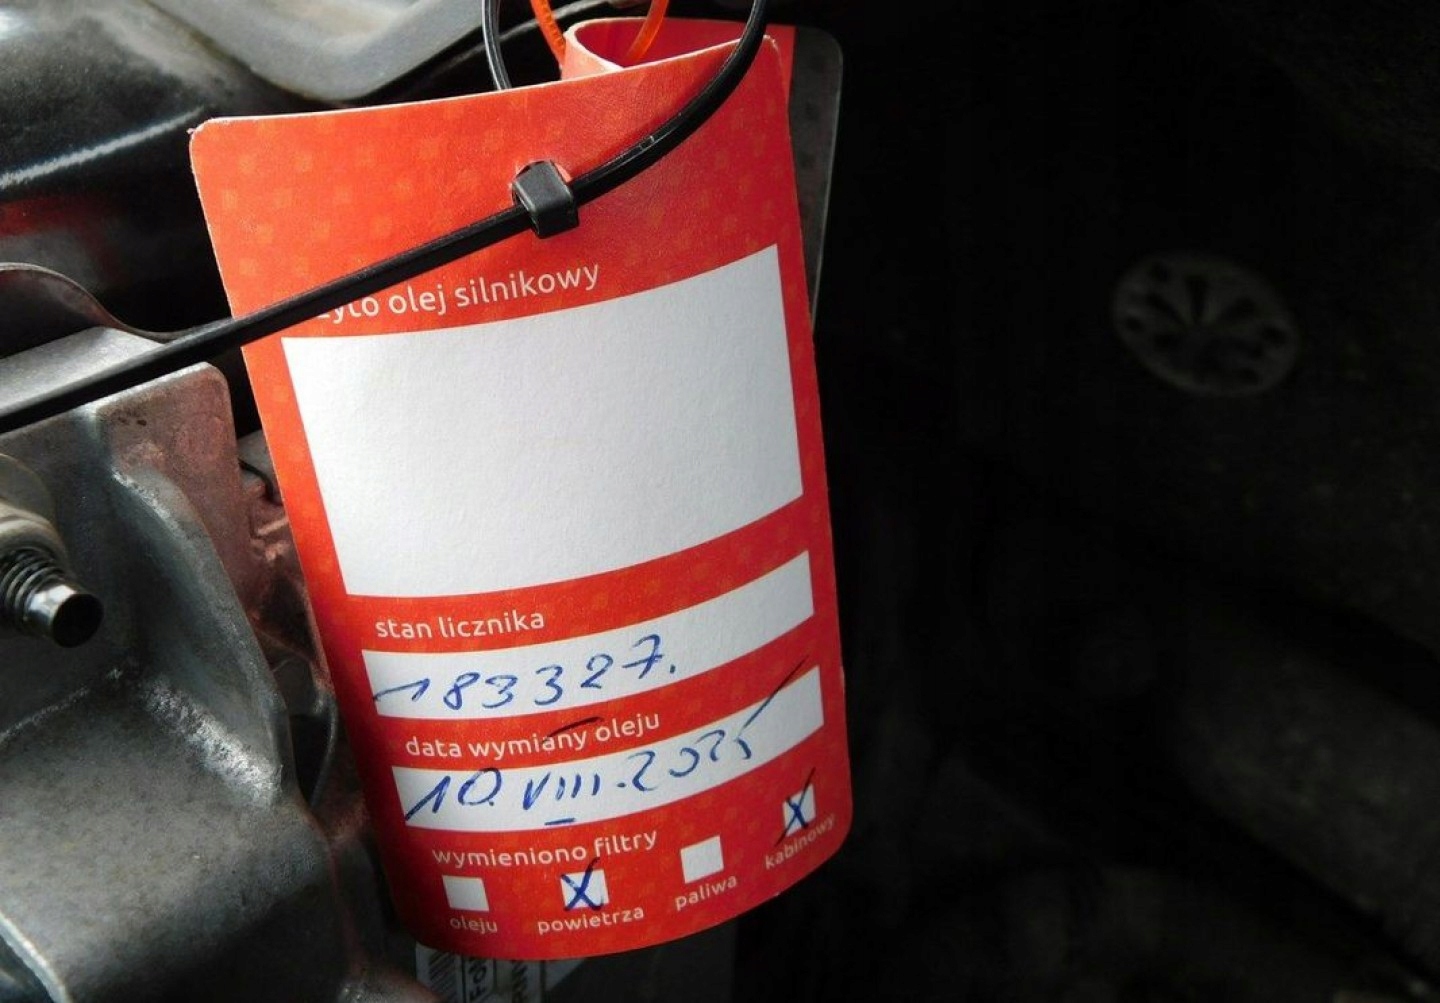 olej silnikowy
stan licznika
183327.
data wymiany oleju
10.VIII.2025
wymieniono filtry
X
X
oleju
powietrza
paliwa
kabinowy